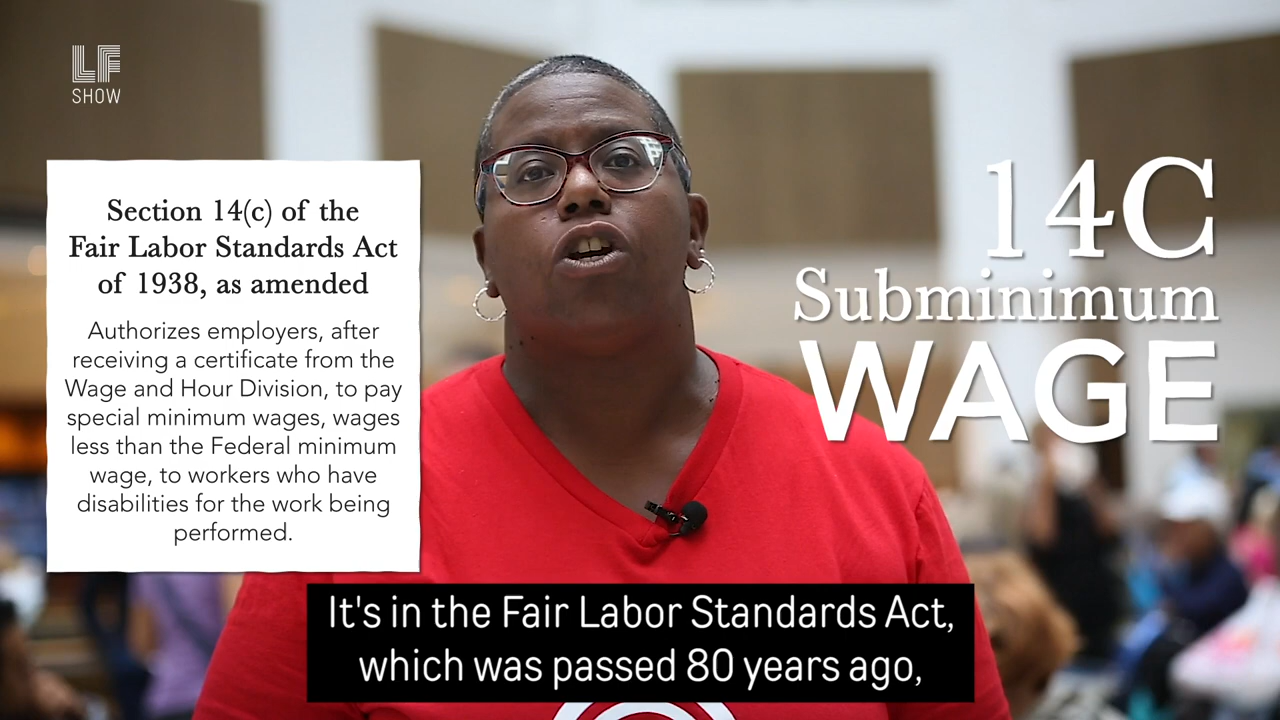 LF
SHOW
Section 14(c) of the
Fair Labor Standards Act
of 1938, as amended
Authorizes employers, after
receiving a certificate from the
Wage and Hour Division, to pay
special minimum wages, wages
less than the Federal minimum
wage, to workers who have
disabilities for the work being
performed.
14C
Subminimum
WAGE
It's in the Fair Labor Standards Act,
which was passed 80 years ago,